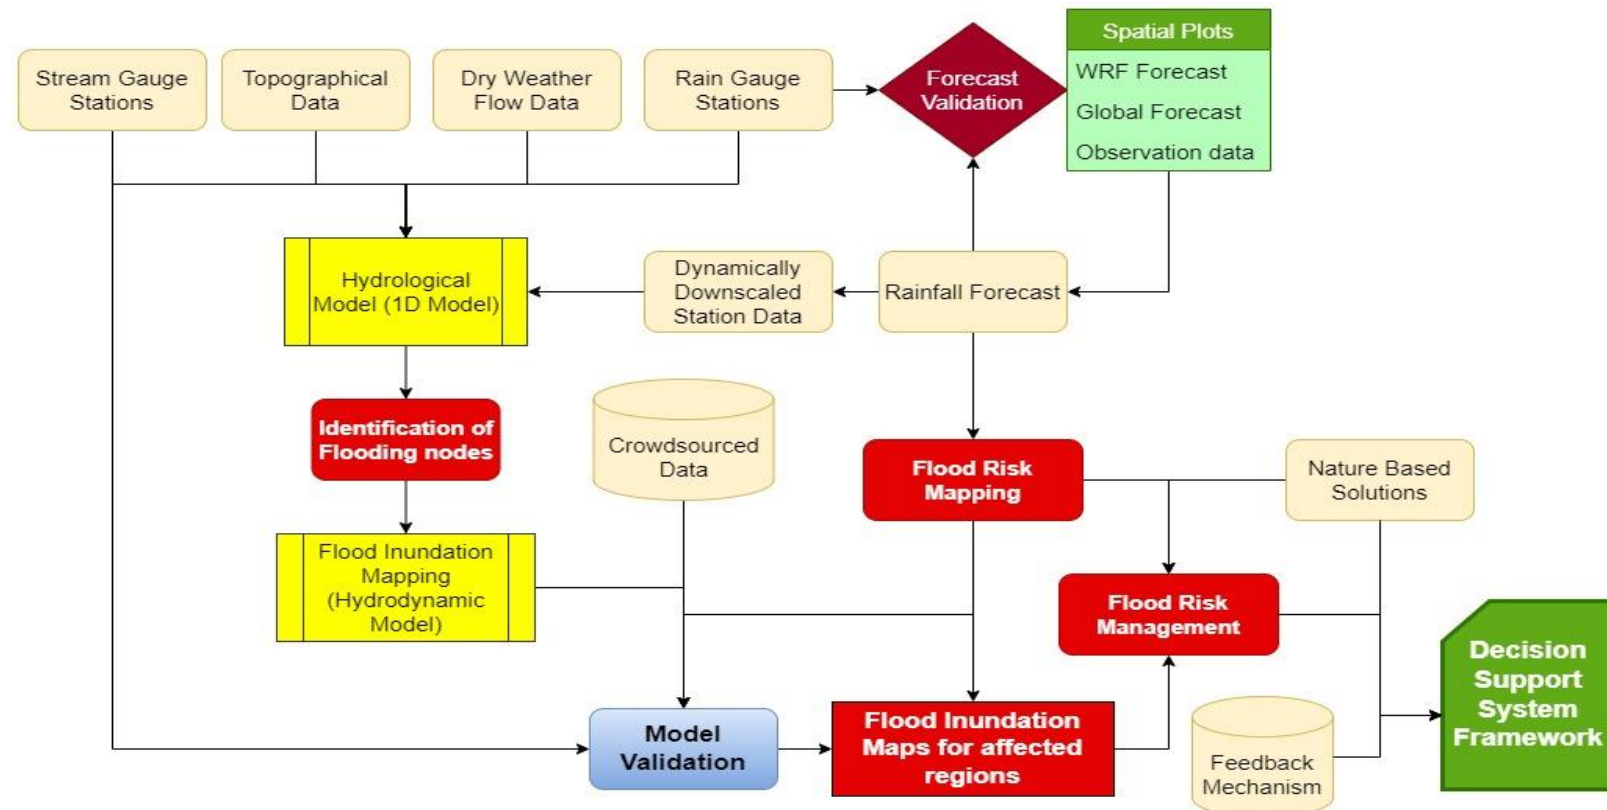 Stream Gauge
Stations
Topographical
Data
Dry Weather
Flow Data
Rain Gauge
Stations
Forecast
Validation
Spatial Plots
WRF Forecast
Global Forecast
Observation data
Hydrological
Model (1D Model)
Dynamically
Downscaled
Station Data
Rainfall Forecast
Identification of
Flooding nodes
Crowdsourced
Data
Flood Risk
Mapping
Nature Based
Solutions
Flood Inundation
Mapping
(Hydrodynamic
Model)
Flood Risk
Management
Decision
Support
System
Framework
Model
Validation
Flood Inundation
Maps for affected
regions
Feedback
Mechanism